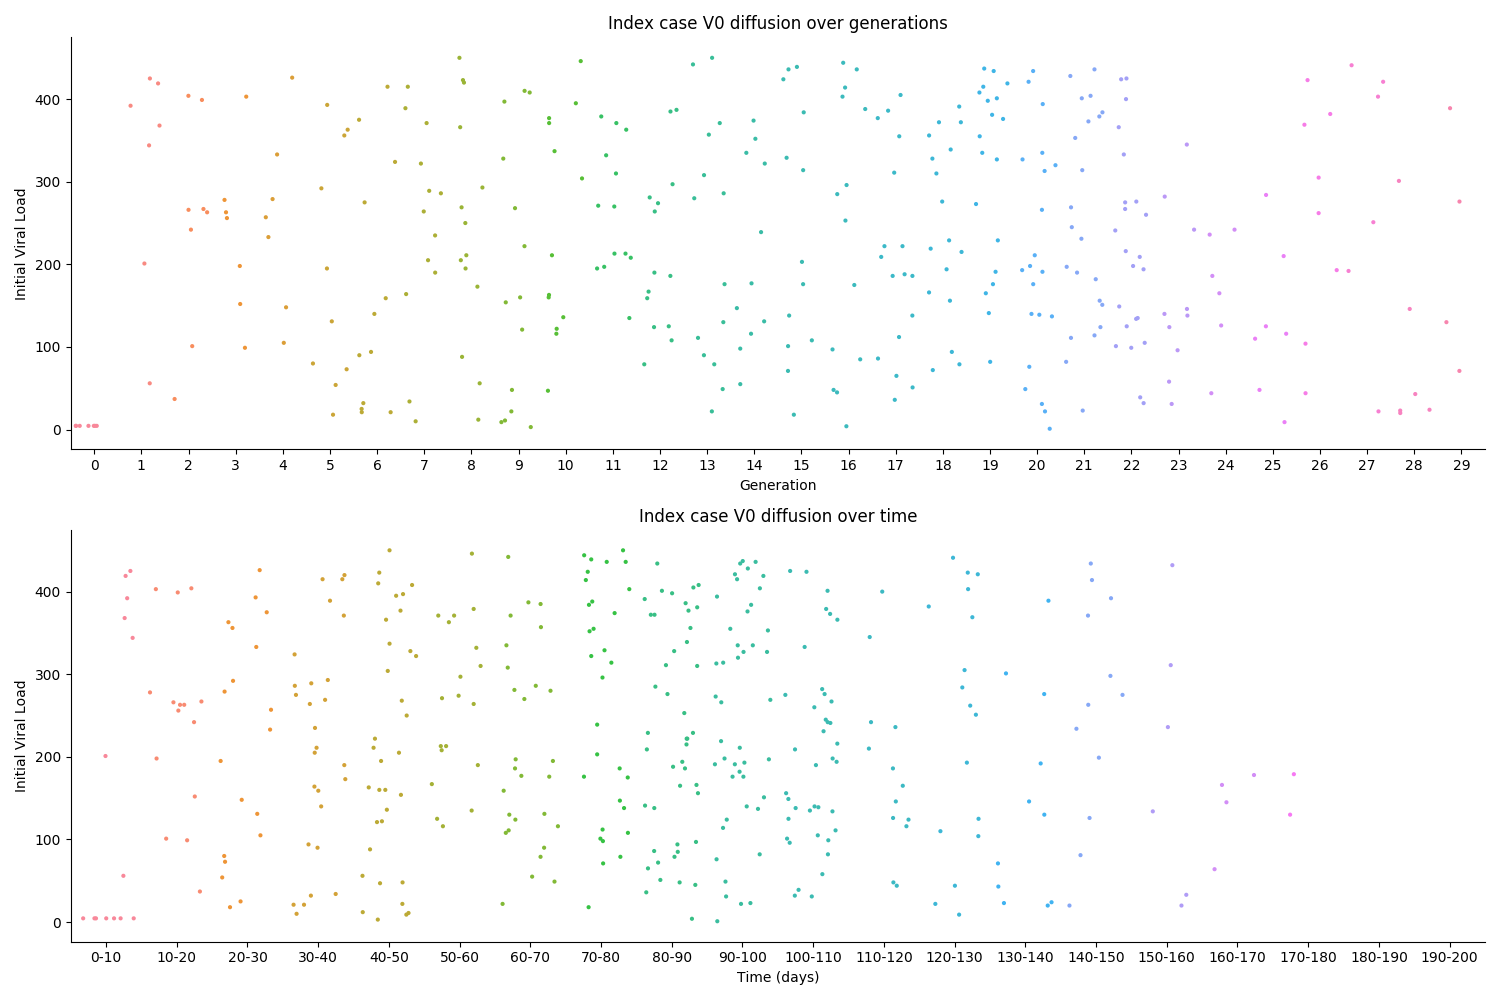 Index case V0 diffusion over generations
Initial Viral Load
400
300
200
100
0
0 1 2 3 4 5 6 7 8 9 10 11 12 13 14 15 16 17 18 19 20 21 22 23 24 25 26 27 28 29
Generation
Index case V0 diffusion over time
Initial Viral Load
400
300
200
100
0
0-10 10-20 20-30 30-40 40-50 50-60 60-70 70-80 80-90 90-100 100-110 110-120 120-130 130-140 140-150 150-160 160-170 170-180 180-190 190-200
Time (days)